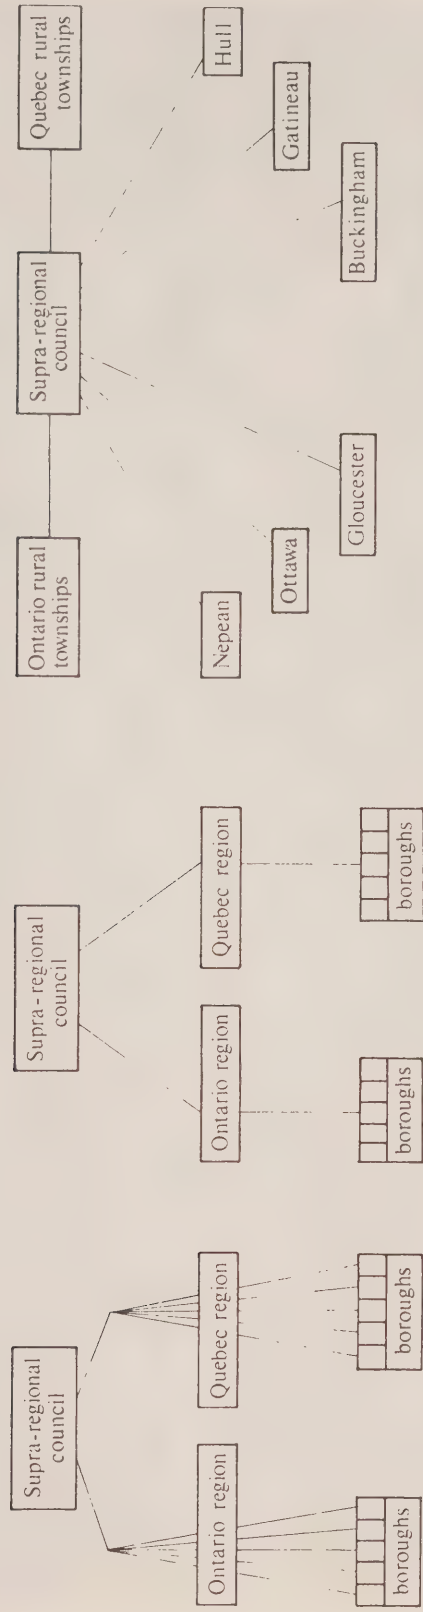 Supra-regional
council
Ontario region
Quebec region
boroughs
boroughs
Supra-regional
council
Ontario region
Quebec region
boroughs
boroughs
Ontario rural
townships
Supra-regional
council
Quebec rural
townships
Nepean
Ottawa
Gloucester
Hull
Gatineau
Buckingham